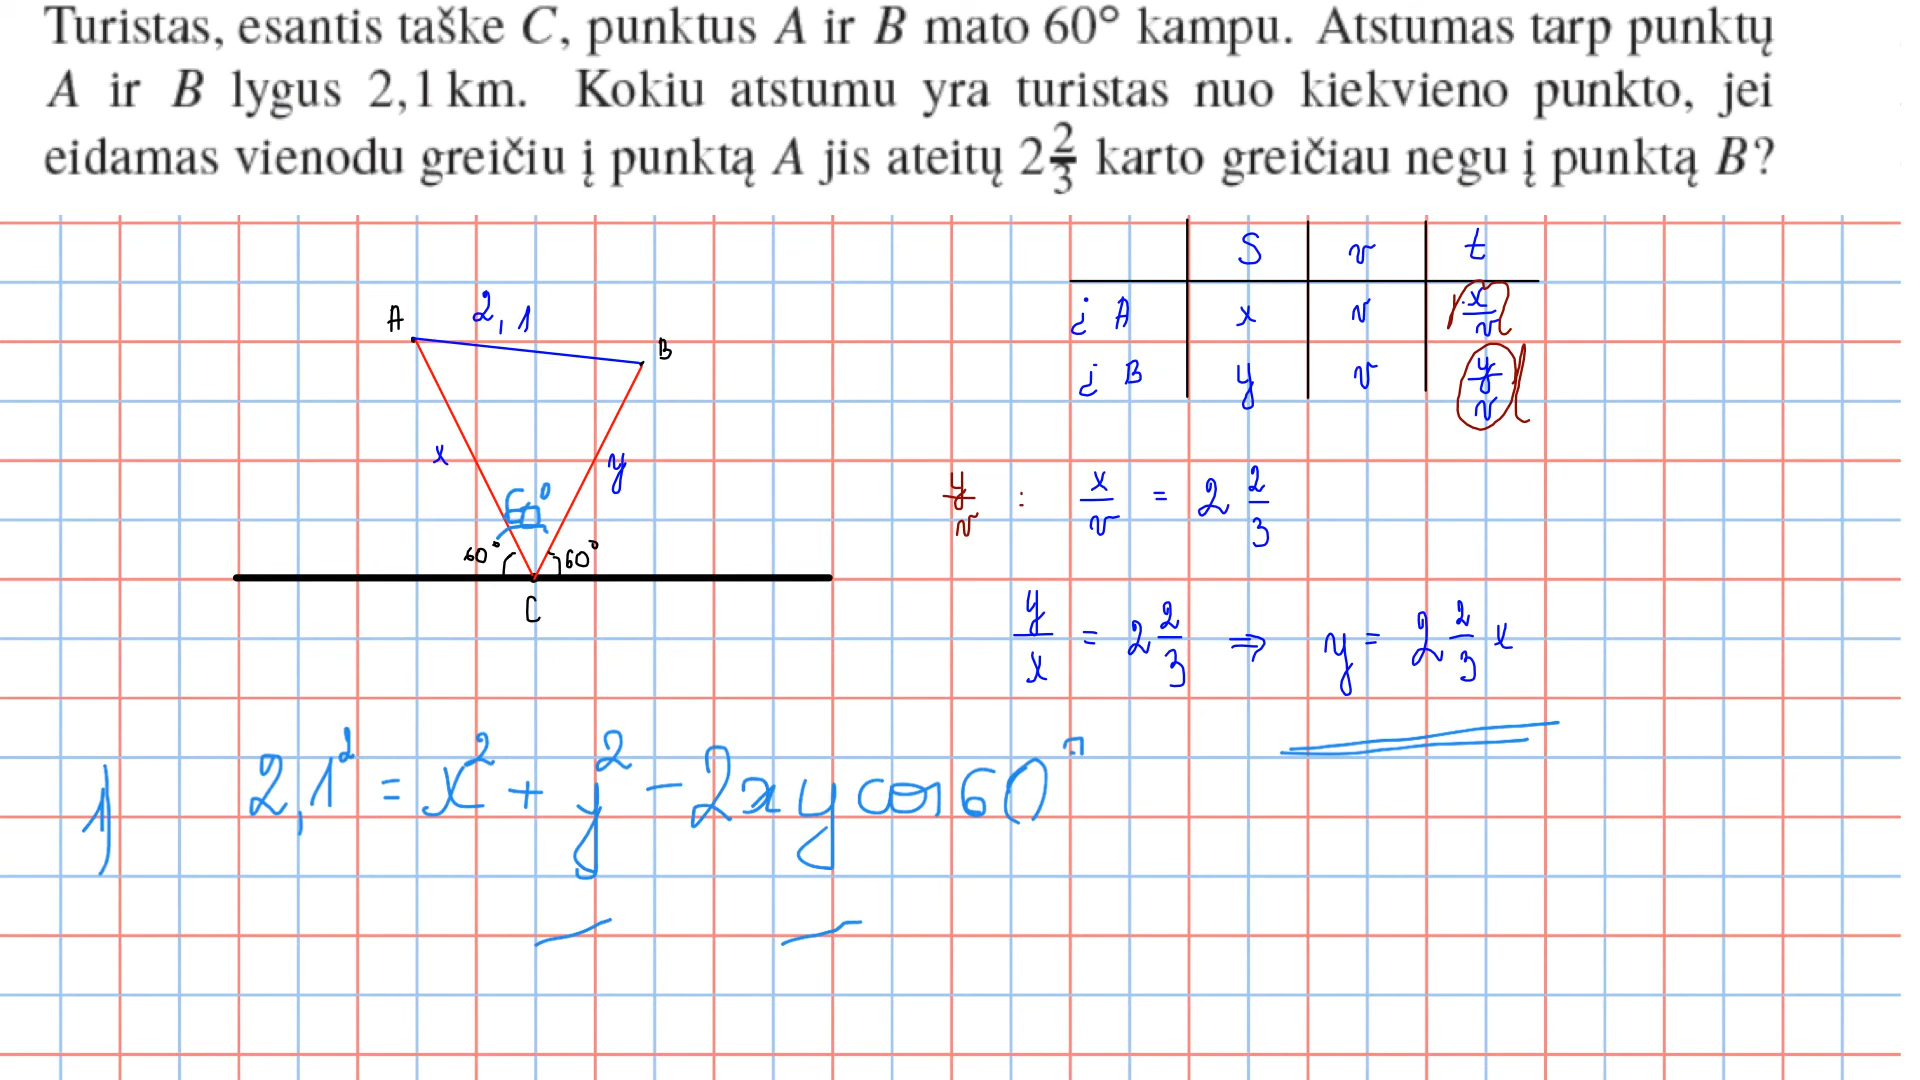 Turistas, esantis taške C, punktus A ir B mato 60° kampu. Atstumas tarp punktų
A ir B lygus 2,1 km. Kokiu atstumu yra turistas nuo kiekvieno punkto, jei
eidamas vienodu greičiu į punktą A jis ateitų 2 2/3 karto greičiau negu į punktą B?
S v t
į A x v x/v
į B y v y/v
A 2,1 B
x y
60°
60° 60°
C
y/v : x/v = 2 2/3
y/x = 2 2/3 ⇒ y = 2 2/3 x
1) 2,1² = x² + y² - 2xy cos60°